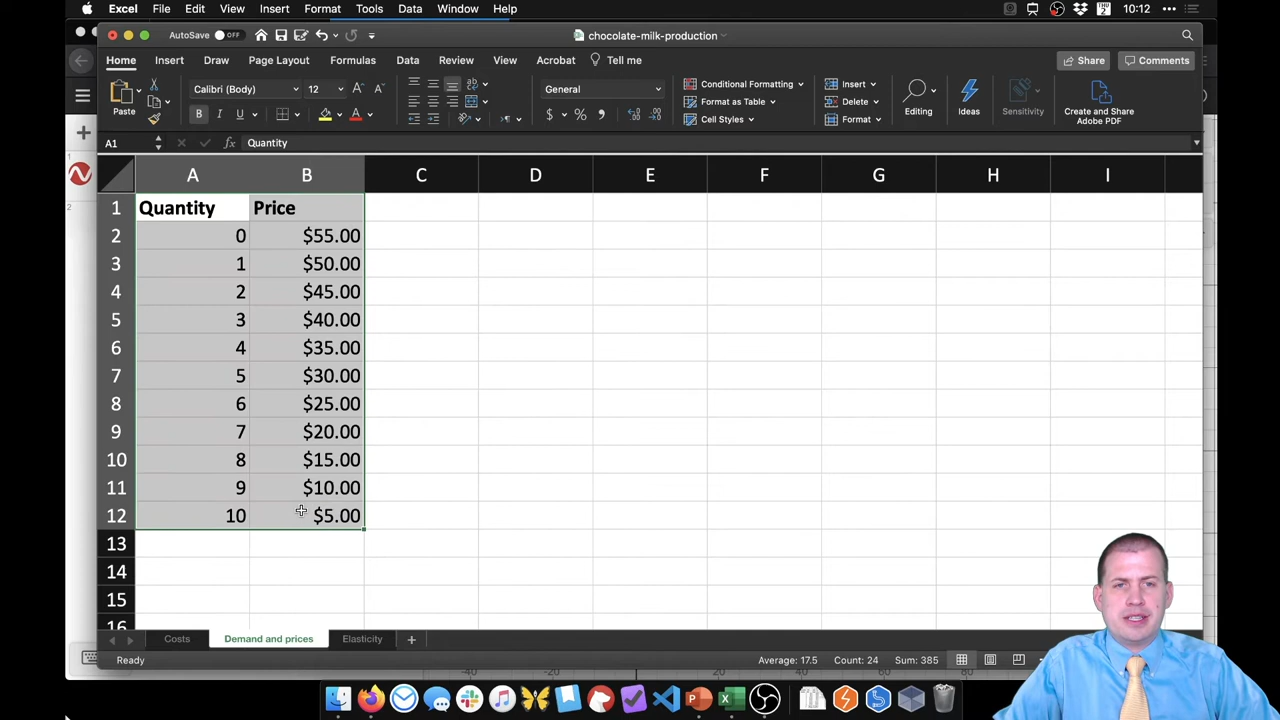 Excel File Edit View Insert Format Tools Data Window Help THU 2 10:12
AutoSave OFF chocolate-milk-production
Home Insert Draw Page Layout Formulas Data Review View Acrobat Tell me Share Comments
Paste Calibri (Body) 12 General Conditional Formatting Insert Editing Ideas Sensitivity Create and Share Adobe PDF
Format as Table Delete
B I U $ % Cell Styles Format
A1 fx Quantity
A B C D E F G H I
1 Quantity Price
2 0 $55.00
3 1 $50.00
4 2 $45.00
5 3 $40.00
6 4 $35.00
7 5 $30.00
8 6 $25.00
9 7 $20.00
10 8 $15.00
11 9 $10.00
12 10 $5.00
13
14
15
16
Costs Demand and prices Elasticity
Ready Average: 17.5 Count: 24 Sum: 385